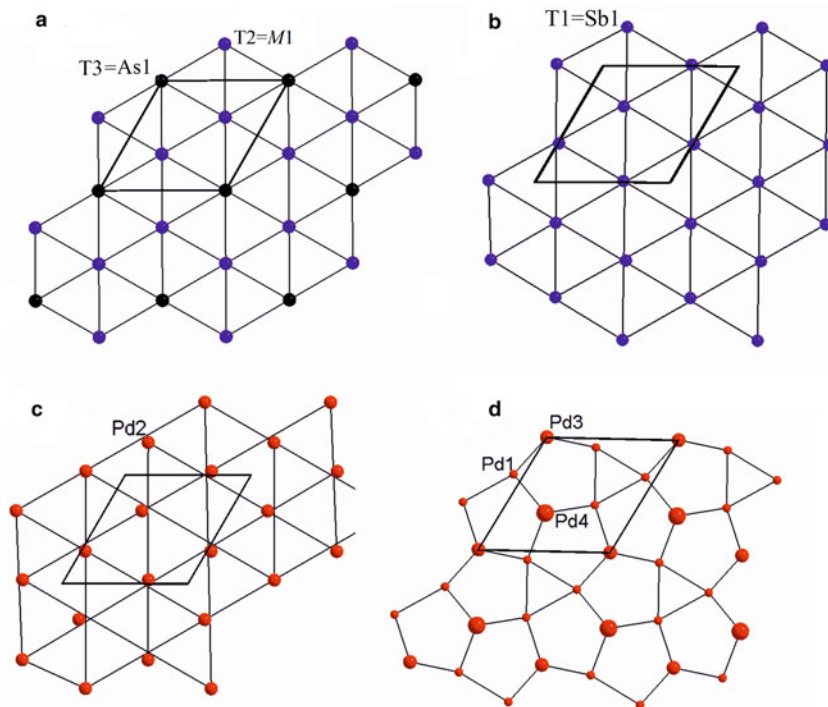 a
T2=M1
T3=As1
b
T1=Sb1
c
Pd2
d
Pd3
Pd1
Pd4